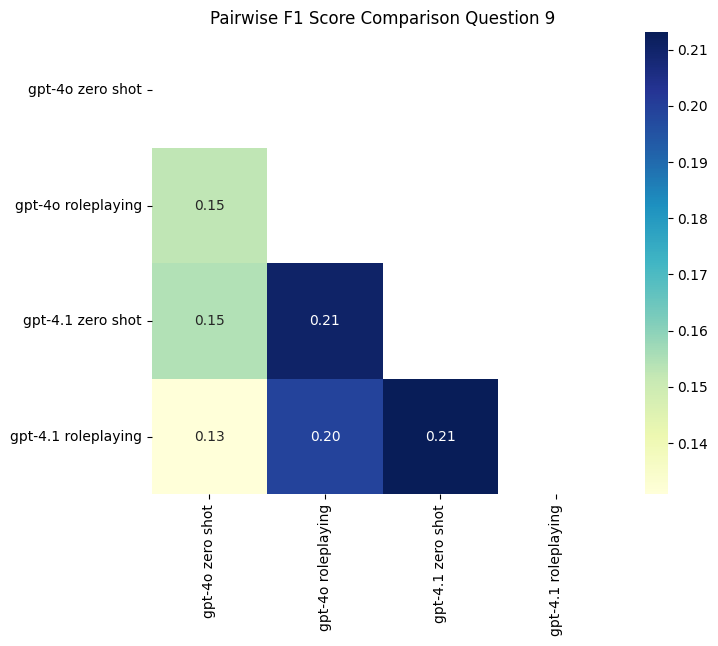 Pairwise F1 Score Comparison Question 9
gpt-4o zero shot
gpt-4o roleplaying
gpt-4.1 zero shot
gpt-4.1 roleplaying
0.15
0.15
0.21
0.13
0.20
0.21
gpt-4o zero shot
gpt-4o roleplaying
gpt-4.1 zero shot
gpt-4.1 roleplaying
0.21
0.20
0.19
0.18
0.17
0.16
0.15
0.14